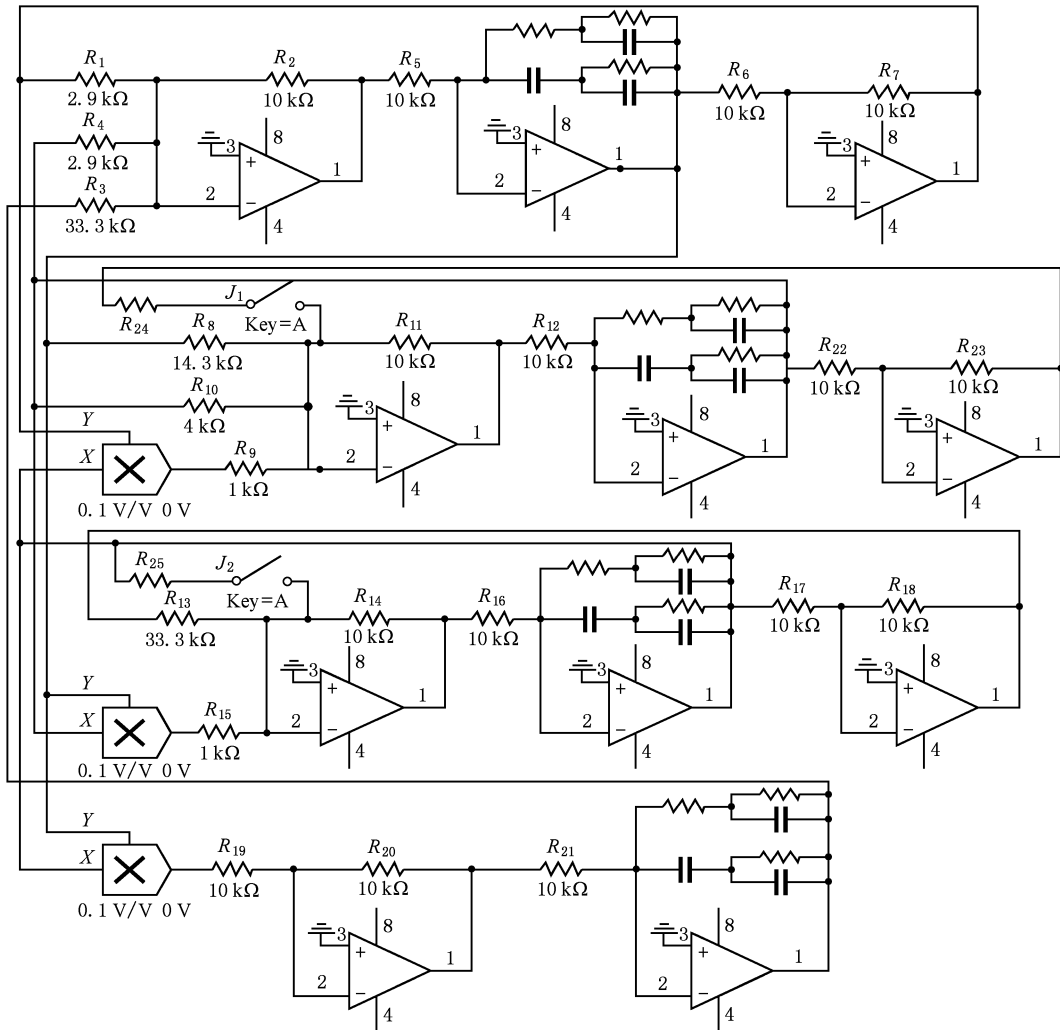 R1 R2 R5 R6 R7
2.9 kΩ 10 kΩ 10 kΩ 10 kΩ 10 kΩ
R4
2.9 kΩ
R3
33.3 kΩ
3 8 + 2 − 1 4
3 8 + 2 − 1 4
3 8 + 2 − 1 4
R24 J1
Key=A
R8 R11 R12 R22 R23
14.3 kΩ 10 kΩ 10 kΩ 10 kΩ 10 kΩ
R10
4 kΩ
Y
X R9
1 kΩ
0.1 V/V 0 V
3 8 + 2 − 1 4
3 8 + 2 − 1 4
3 8 + 2 − 1 4
R25 J2
Key=A
R13 R14 R16 R17 R18
33.3 kΩ 10 kΩ 10 kΩ 10 kΩ 10 kΩ
Y
X R15
1 kΩ
0.1 V/V 0 V
3 8 + 2 − 1 4
3 8 + 2 − 1 4
3 8 + 2 − 1 4
Y
X R19 R20 R21
10 kΩ 10 kΩ 10 kΩ
0.1 V/V 0 V
3 8 + 2 − 1 4
3 8 + 2 − 1 4